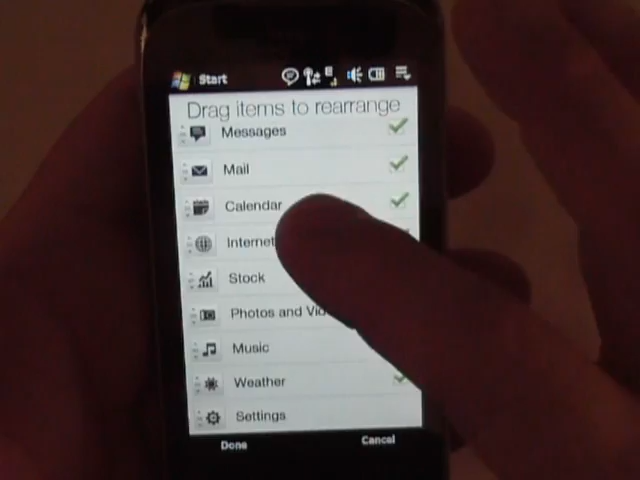 Start
Drag items to rearrange
Messages
Mail
Calendar
Internet
Stock
Photos and Vid
Music
Weather
Settings
Done Cancel